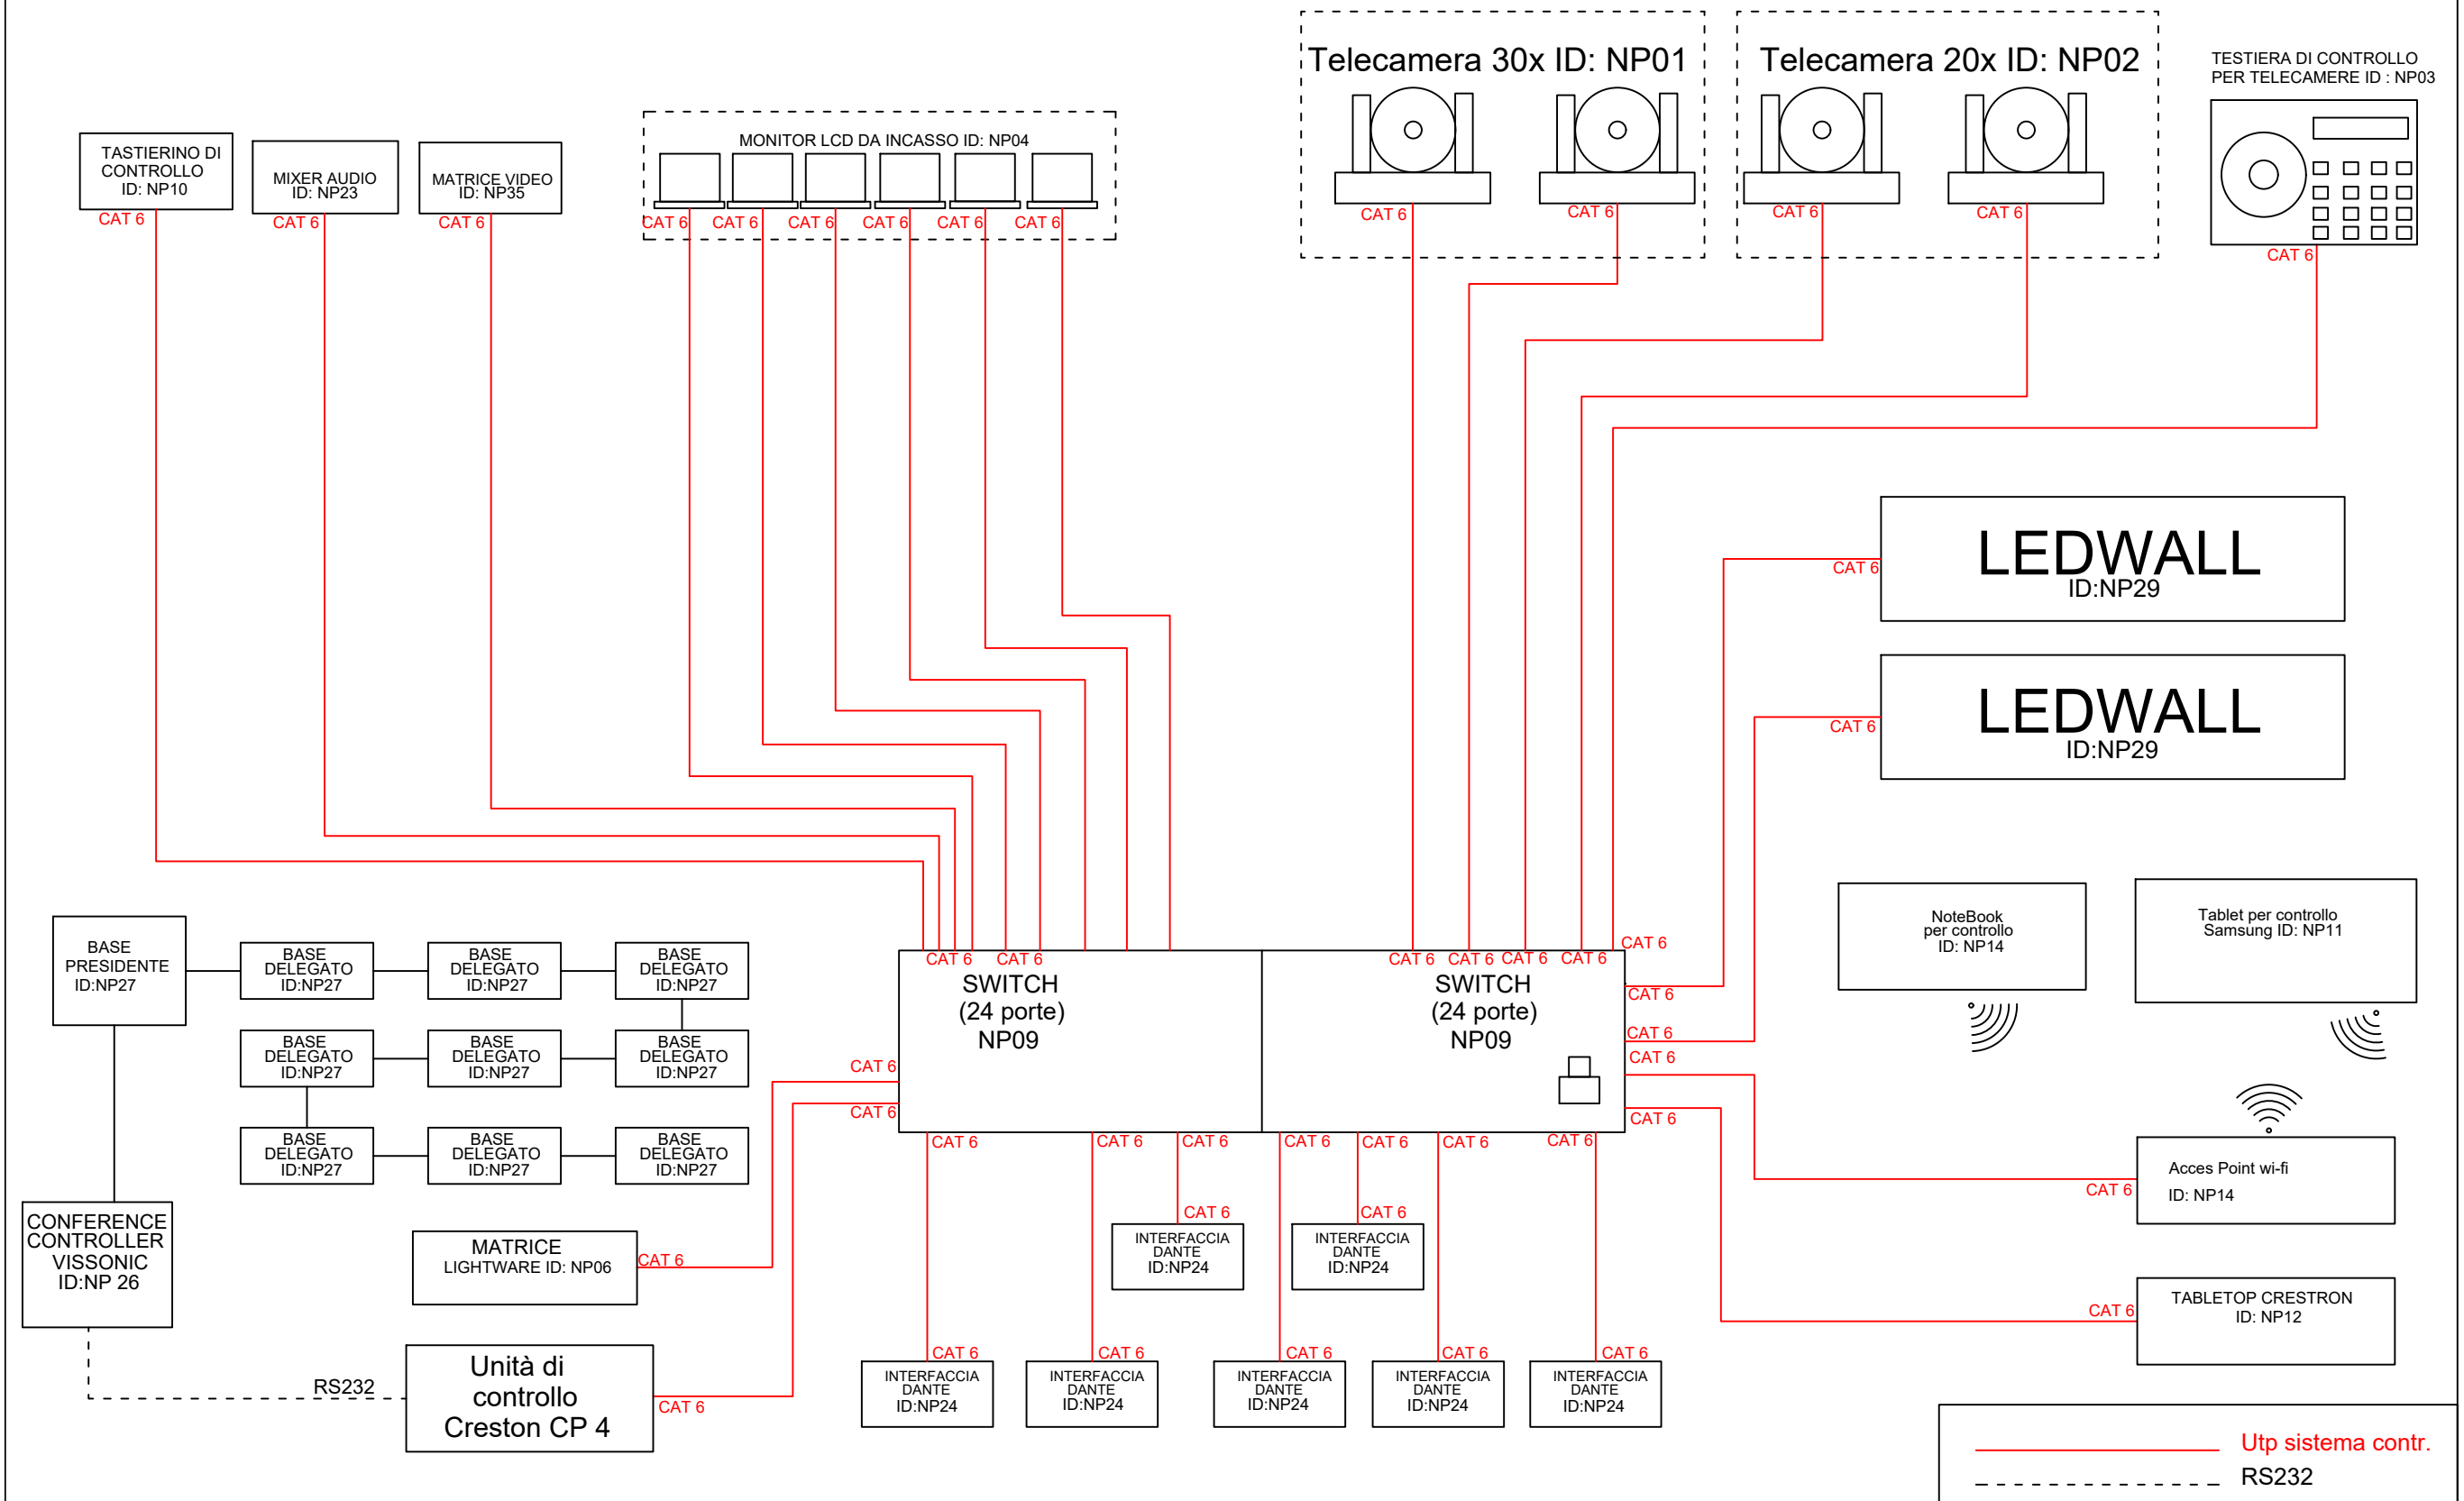 Telecamera 30x ID: NP01
Telecamera 20x ID: NP02
TESTIERA DI CONTROLLO
PER TELECAMERE ID : NP03
TASTIERINO DI
CONTROLLO
ID: NP10
MIXER AUDIO
ID: NP23
MATRICE VIDEO
ID: NP35
MONITOR LCD DA INCASSO ID: NP04
CAT 6
CAT 6
CAT 6
CAT 6
CAT 6
CAT 6
CAT 6
CAT 6
CAT 6
CAT 6
CAT 6
CAT 6
CAT 6
CAT 6
LEDWALL
ID:NP29
CAT 6
LEDWALL
ID:NP29
CAT 6
NoteBook
per controllo
ID: NP14
Tablet per controllo
Samsung ID: NP11
BASE
PRESIDENTE
ID:NP27
BASE
DELEGATO
ID:NP27
BASE
DELEGATO
ID:NP27
BASE
DELEGATO
ID:NP27
BASE
DELEGATO
ID:NP27
BASE
DELEGATO
ID:NP27
BASE
DELEGATO
ID:NP27
BASE
DELEGATO
ID:NP27
BASE
DELEGATO
ID:NP27
BASE
DELEGATO
ID:NP27
CAT 6
CAT 6
SWITCH
(24 porte)
NP09
CAT 6
CAT 6
CAT 6
CAT 6
CAT 6
SWITCH
(24 porte)
NP09
CAT 6
CAT 6
CAT 6
CAT 6
CAT 6
CAT 6
CAT 6
CAT 6
CAT 6
CAT 6
CAT 6
CAT 6
CAT 6
Acces Point wi-fi
ID: NP14
CAT 6
CONFERENCE
CONTROLLER
VISSONIC
ID:NP 26
MATRICE
LIGHTWARE ID: NP06
CAT 6
CAT 6
INTERFACCIA
DANTE
ID:NP24
CAT 6
INTERFACCIA
DANTE
ID:NP24
TABLETOP CRESTRON
ID: NP12
CAT 6
RS232
Unità di
controllo
Creston CP 4
CAT 6
CAT 6
INTERFACCIA
DANTE
ID:NP24
CAT 6
INTERFACCIA
DANTE
ID:NP24
CAT 6
INTERFACCIA
DANTE
ID:NP24
CAT 6
INTERFACCIA
DANTE
ID:NP24
CAT 6
INTERFACCIA
DANTE
ID:NP24
Utp sistema contr.
RS232